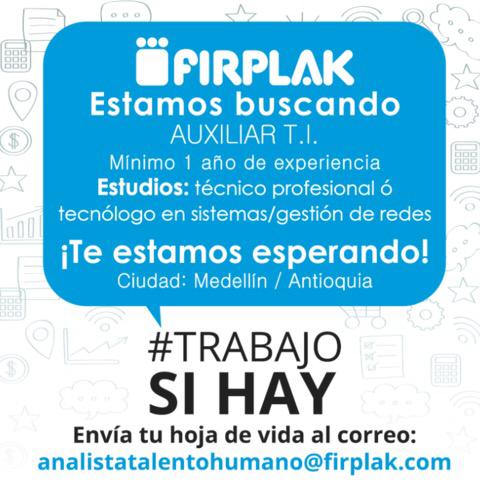 FIRPLAK
Estamos buscando
AUXILIAR T.I.
Mínimo 1 año de experiencia
Estudios: técnico profesional ó
tecnólogo en sistemas/gestión de redes
¡Te estamos esperando!
Ciudad: Medellín / Antioquia
#TRABAJO
SI HAY
Envía tu hoja de vida al correo:
analistatalentohumano@firplak.com